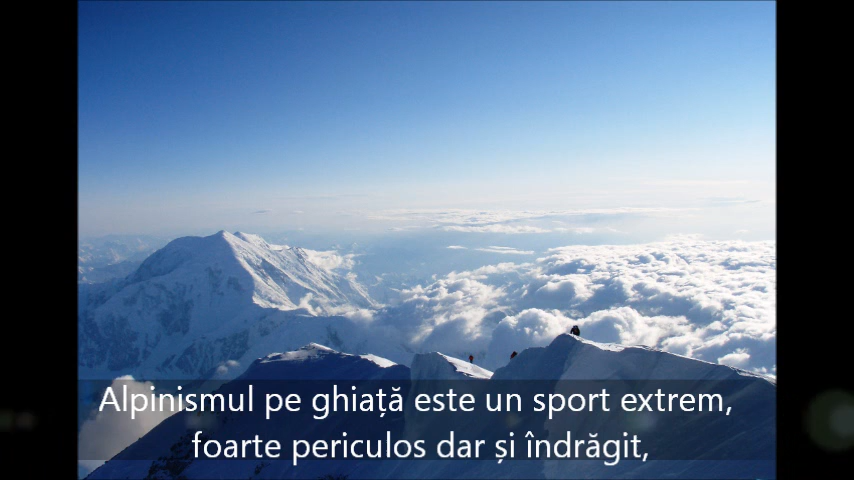 Alpinismul pe ghiață este un sport extrem,
foarte periculos dar și îndrăgit,